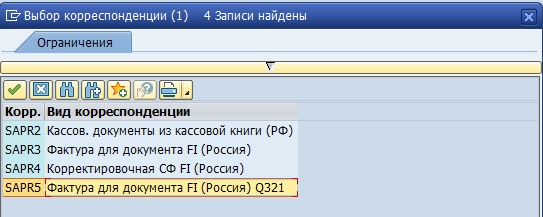 Выбор корреспонденции (1) 4 Записи найдены
Ограничения
Корр. Вид корреспонденции
SAPR2 Кассов. документы из кассовой книги (РФ)
SAPR3 Фактура для документа FI (Россия)
SAPR4 Корректировочная СФ FI (Россия)
SAPR5 Фактура для документа FI (Россия) Q321